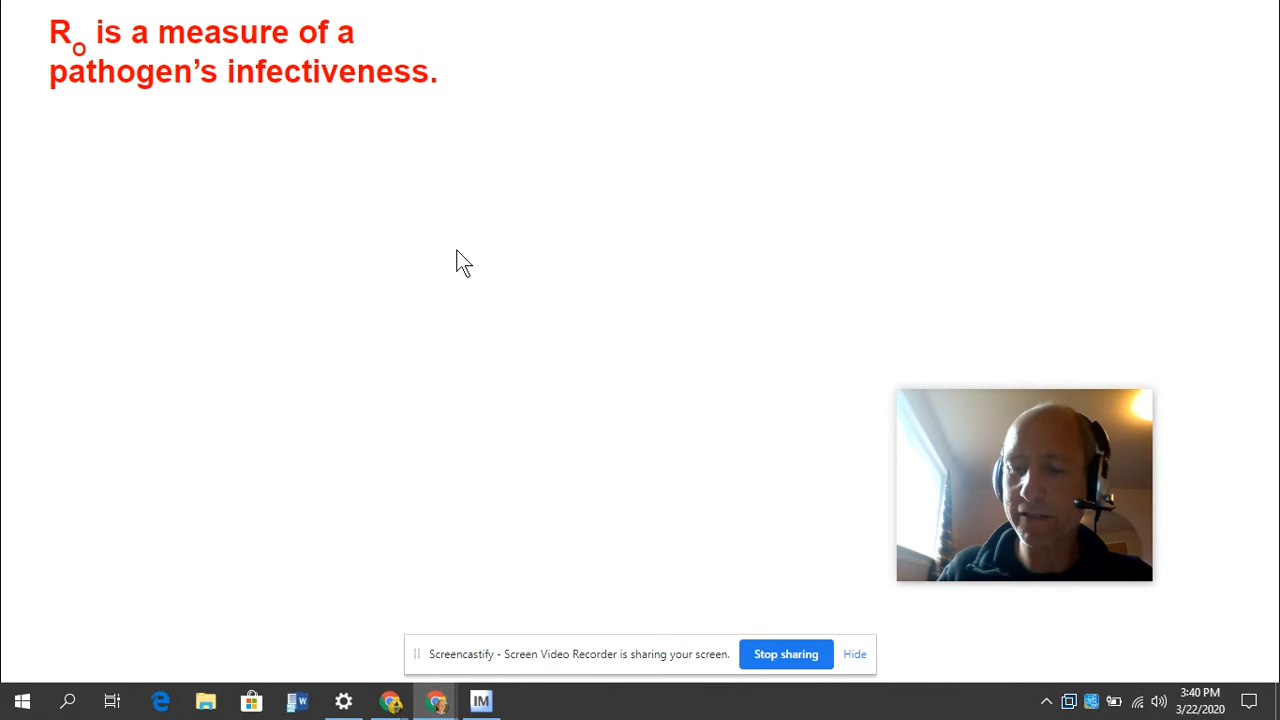 Ro is a measure of a
pathogen’s infectiveness.
Screencastify - Screen Video Recorder is sharing your screen.
Stop sharing
Hide
W
IM
3:40 PM
3/22/2020